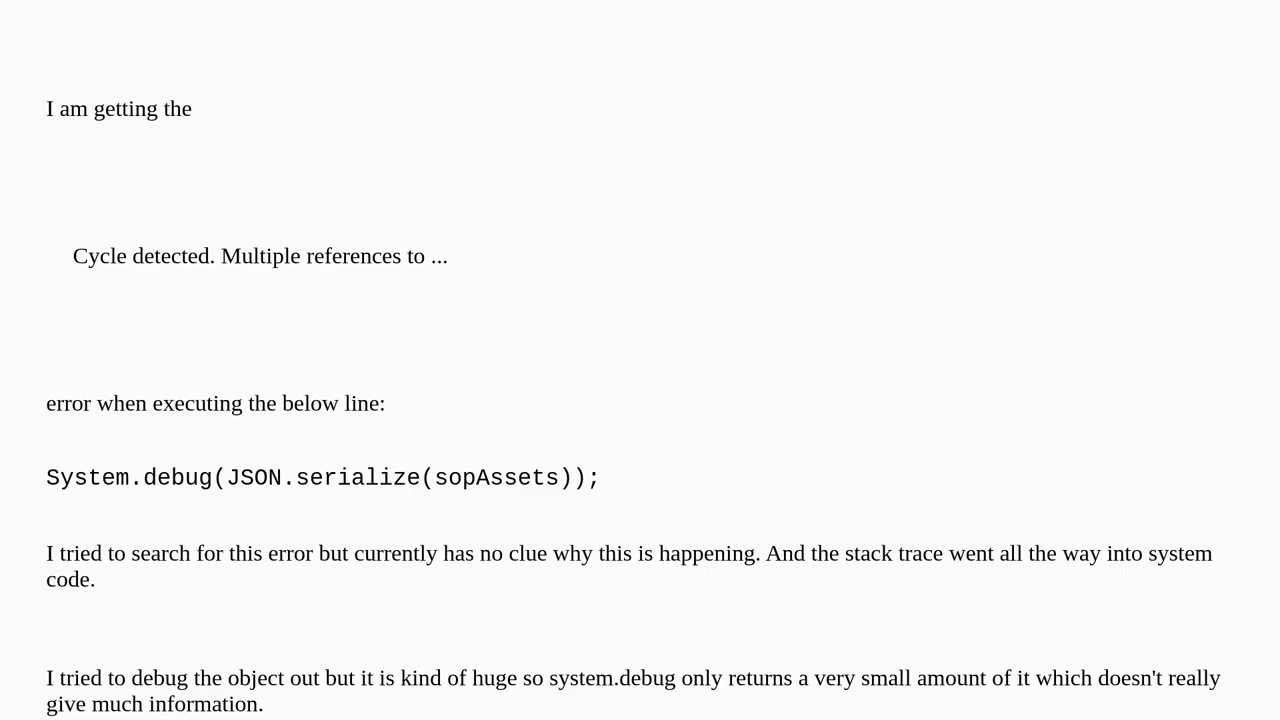 I am getting the
Cycle detected. Multiple references to ...
error when executing the below line:
System.debug(JSON.serialize(sopAssets));
I tried to search for this error but currently has no clue why this is happening. And the stack trace went all the way into system
code.
I tried to debug the object out but it is kind of huge so system.debug only returns a very small amount of it which doesn't really
give much information.